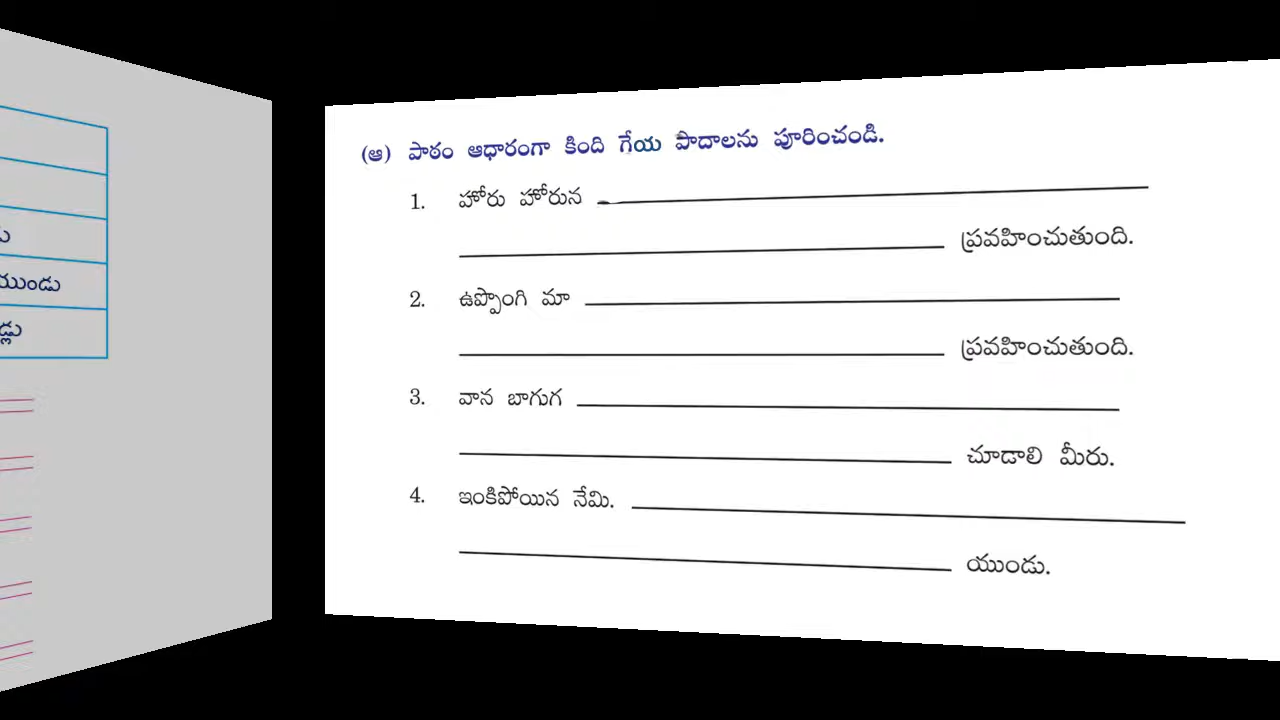 ు
యుండు
డ్లు
(ఆ) పాఠం ఆధారంగా కింది గేయ పాదాలను పూరించండి.
1. హోరు హోరున
ప్రవహించుతుంది.
2. ఉప్పొంగి మా
ప్రవహించుతుంది.
3. వాన బాగుగ
చూడాలి మీరు.
4. ఇంకిపోయిన నేమి.
యుండు.